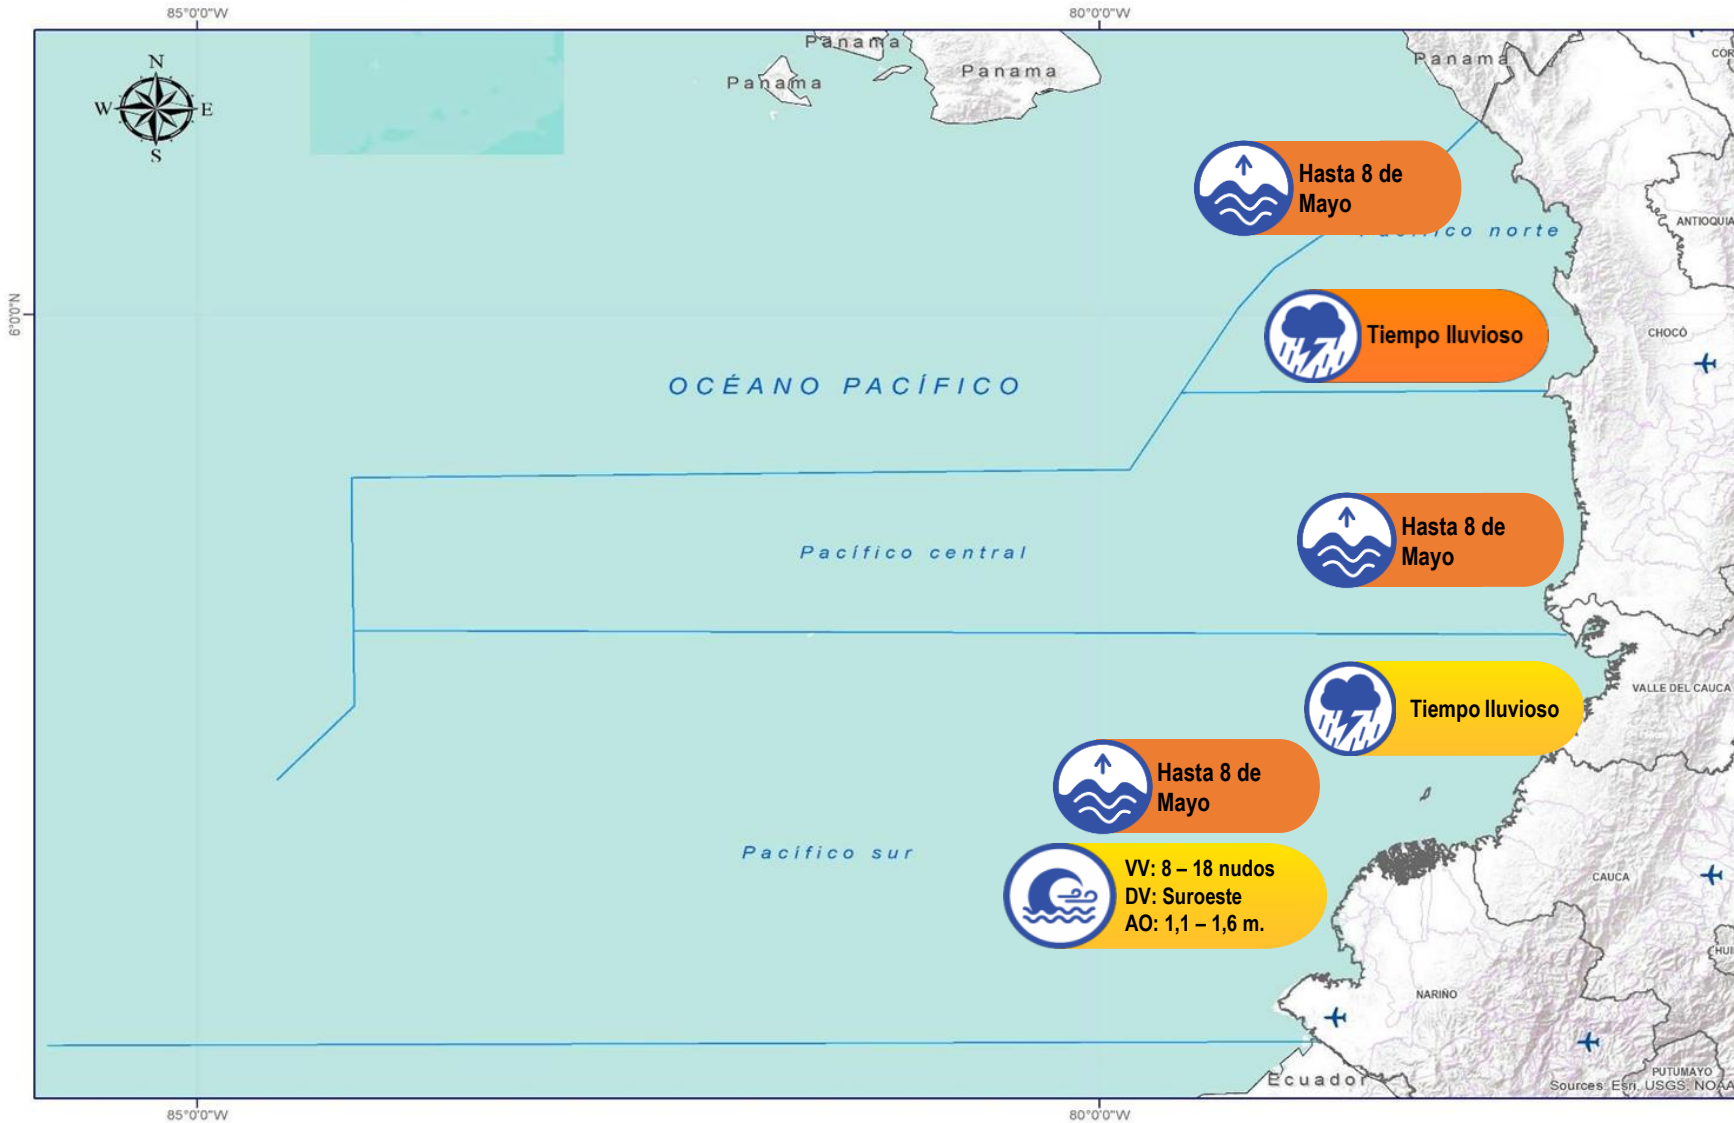 85°0'0"W
80°0'0"W
N
W
E
S
Panama
Panama
Panama
Panama
ANTIOQUIA
Hasta 8 de
Mayo
norte
6°0'0"N
Tiempo lluvioso
CHOCÓ
OCÉANO PACÍFICO
Hasta 8 de
Mayo
Pacífico central
VALLE DEL CAUCA
Tiempo lluvioso
Hasta 8 de
Mayo
Pacífico sur
VV: 8 – 18 nudos
DV: Suroeste
AO: 1,1 – 1,6 m.
CAUCA
NARIÑO
Ecuador
PUTUMAYO
Sources: Esri, USGS, NOAA
85°0'0"W
80°0'0"W